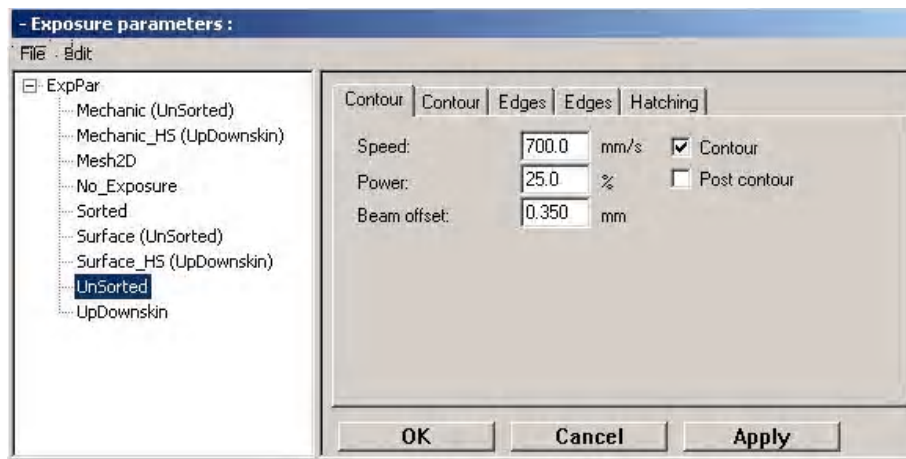 - Exposure parameters :
File Edit
ExpPar
Mechanic (UnSorted)
Mechanic_HS (UpDownskin)
Mesh2D
No_Exposure
Sorted
Surface (UnSorted)
Surface_HS (UpDownskin)
UnSorted
UpDownskin
Contour Contour Edges Edges Hatching
Speed: 700.0 mm/s Contour
Power: 25.0 % Post contour
Beam offset: 0.350 mm
OK Cancel Apply